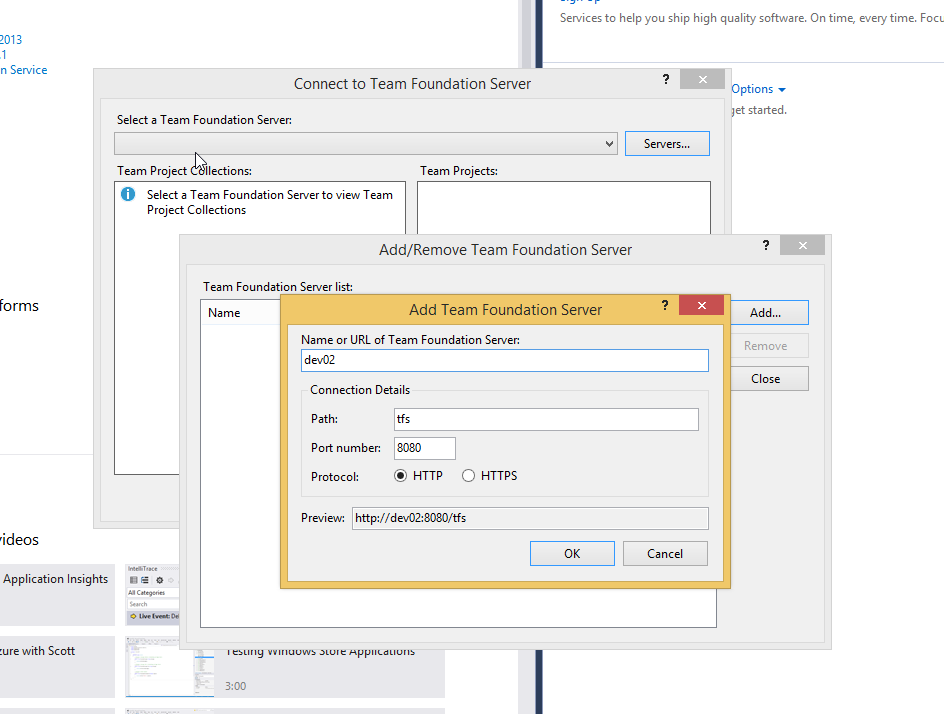 Sign Up
Services to help you ship high quality software. On time, every time. Focu
2013
.1
n Service
Options
get started.
Connect to Team Foundation Server
?
Select a Team Foundation Server:
Servers...
Team Project Collections:
Team Projects:
Select a Team Foundation Server to view Team
Project Collections
Add/Remove Team Foundation Server
?
Team Foundation Server list:
Name
Add...
Remove
Close
Add Team Foundation Server
?
Name or URL of Team Foundation Server:
dev02
Connection Details
Path:
tfs
Port number:
8080
Protocol:
HTTP
HTTPS
Preview:
http://dev02:8080/tfs
OK
Cancel
forms
videos
Application Insights
IntelliTrace
All Categories
Search
Live Event: De
zure with Scott
Testing Windows Store Applications
3:00